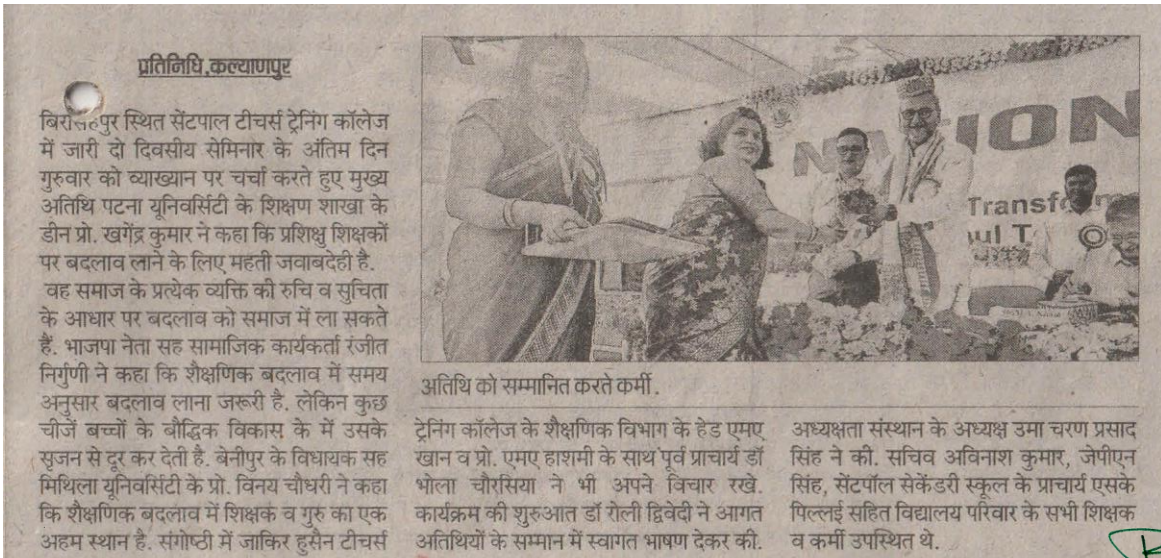 प्रतिनिधि.कल्याणपुर
बिरसिंहपुर स्थित सेंटपाल टीचर्स ट्रेनिंग कॉलेज
में जारी दो दिवसीय सेमिनार के अंतिम दिन
गुरुवार को व्याख्यान पर चर्चा करते हुए मुख्य
अतिथि पटना यूनिवर्सिटी के शिक्षण शाखा के
डीन प्रो. खगेंद्र कुमार ने कहा कि प्रशिक्षु शिक्षकों
पर बदलाव लाने के लिए महती जवाबदेही है.
वह समाज के प्रत्येक व्यक्ति की रुचि व सुचिता
के आधार पर बदलाव को समाज में ला सकते
हैं. भाजपा नेता सह सामाजिक कार्यकर्ता रंजीत
निर्गुणी ने कहा कि शैक्षणिक बदलाव में समय
अनुसार बदलाव लाना जरूरी है. लेकिन कुछ
चीजें बच्चों के बौद्धिक विकास के में उसके
सृजन से दूर कर देती है. बेनीपुर के विधायक सह
मिथिला यूनिवर्सिटी के प्रो. विनय चौधरी ने कहा
कि शैक्षणिक बदलाव में शिक्षक व गुरु का एक
अहम स्थान है. संगोष्ठी में जाकिर हुसैन टीचर्स
NATION
Transform
ul T
अतिथि को सम्मानित करते कर्मी.
ट्रेनिंग कॉलेज के शैक्षणिक विभाग के हेड एमए
खान व प्रो. एमए हाशमी के साथ पूर्व प्राचार्य डॉ
भोला चौरसिया ने भी अपने विचार रखे.
कार्यक्रम की शुरुआत डॉ रोली द्विवेदी ने आगत
अतिथियों के सम्मान में स्वागत भाषण देकर की.
अध्यक्षता संस्थान के अध्यक्ष उमा चरण प्रसाद
सिंह ने की. सचिव अविनाश कुमार, जेपीएन
सिंह, सेंटपॉल सेकेंडरी स्कूल के प्राचार्य एसके
पिल्लई सहित विद्यालय परिवार के सभी शिक्षक
व कर्मी उपस्थित थे.